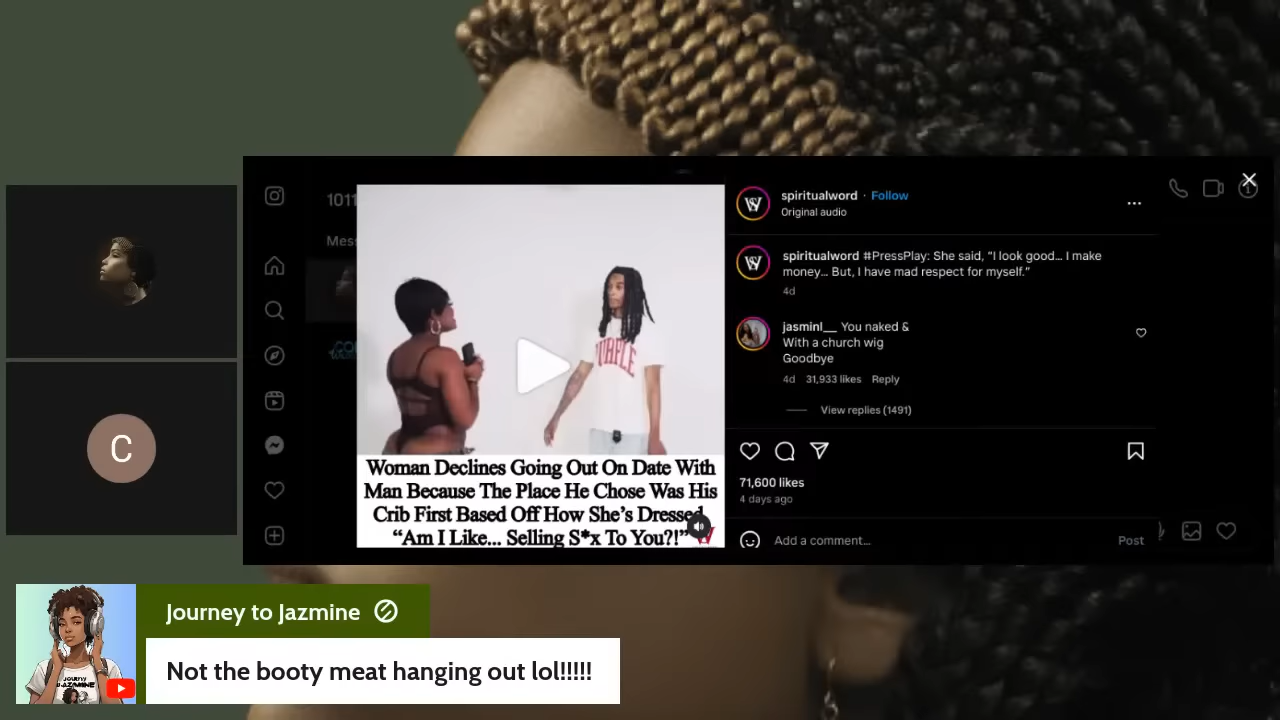 1011
Mess
spiritualword · Follow
Original audio
spiritualword #PressPlay: She said, “I look good... I make
money... But, I have mad respect for myself.”
4d
jasminl__ You naked &
With a church wig
Goodbye
4d 31,933 likes Reply
View replies (1491)
71,600 likes
4 days ago
Add a comment...
Post
PURPLE
Woman Declines Going Out On Date With
Man Because The Place He Chose Was His
Crib First Based Off How She’s Dressed
“Am I Like... Selling S*x To You?!”
C
Journey to Jazmine
Not the booty meat hanging out lol!!!!!